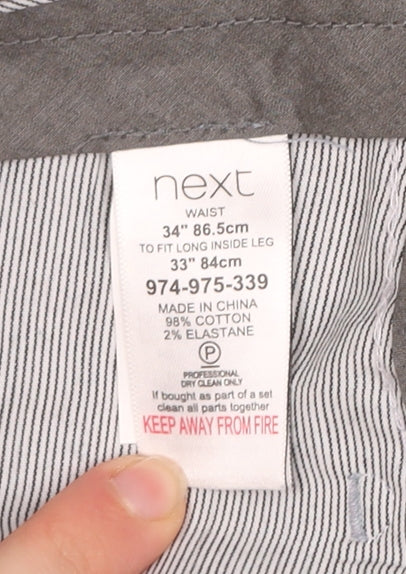 next
WAIST
34" 86.5cm
TO FIT LONG INSIDE LEG
33" 84cm
974-975-339
MADE IN CHINA
98% COTTON
2% ELASTANE
P
PROFESSIONAL
DRY CLEAN ONLY
If bought as part of a set
clean all parts together
KEEP AWAY FROM FIRE